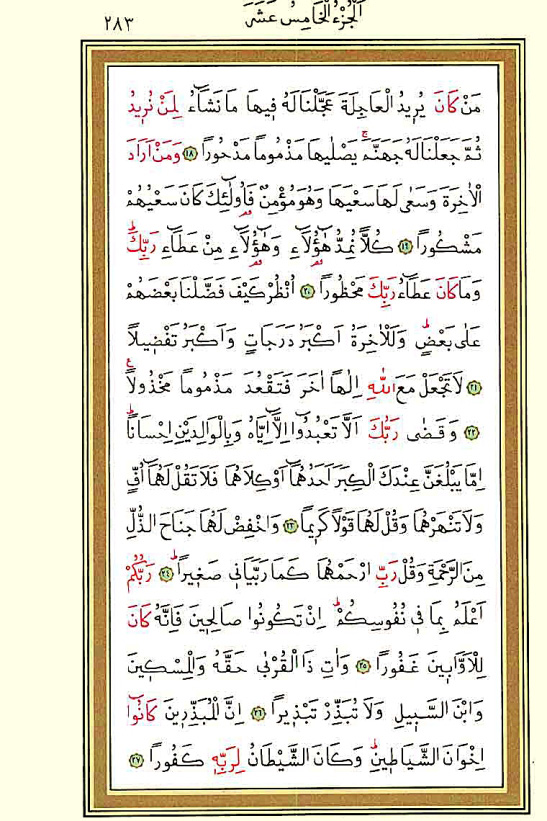 الجزء الخامس عشر
٢٨٣
مَنْ كَانَ يُرِيدُ الْعَاجِلَةَ عَجَّلْنَا لَهُ فِيهَا مَا نَشَٓاءُ لِمَنْ نُرِيدُ
ثُمَّ جَعَلْنَا لَهُ جَهَنَّمَۚ يَصْلٰيهَا مَذْمُوماً مَدْحُوراً ﴿١٨﴾ وَمَنْ اَرَادَ
الْاٰخِرَةَ وَسَعٰى لَهَا سَعْيَهَا وَهُوَ مُؤْمِنٌ فَاُو۬لٰٓئِكَ كَانَ سَعْيُهُمْ
مَشْكُوراً ﴿١٩﴾ كُلاًّ نُمِدُّ هٰٓؤُ۬لَٓاءِ وَهٰٓؤُ۬لَٓاءِ مِنْ عَطَٓاءِ رَبِّكَۜ
وَمَا كَانَ عَطَٓاءُ رَبِّكَ مَحْظُوراً ﴿٢٠﴾ اُنْظُرْ كَيْفَ فَضَّلْنَا بَعْضَهُمْ
عَلٰى بَعْضٍۜ وَلَلْاٰخِرَةُ اَكْبَرُ دَرَجَاتٍ وَاَكْبَرُ تَفْضِيلاً
﴿٢١﴾ لَا تَجْعَلْ مَعَ اللّٰهِ اِلٰهاً اٰخَرَ فَتَقْعُدَ مَذْمُوماً مَخْذُولاًࣖ
﴿٢٢﴾ وَقَضٰى رَبُّكَ اَلَّا تَعْبُدُٓوا اِلَّٓا اِيَّاهُ وَبِالْوَالِدَيْنِ اِحْسَاناًۜ
اِمَّا يَبْلُغَنَّ عِنْدَكَ الْكِبَرَ اَحَدُهُمَٓا اَوْ كِلَاهُمَا فَلَا تَقُلْ لَهُمَٓا اُفٍّ
وَلَا تَنْهَرْهُمَا وَقُلْ لَهُمَا قَوْلاً كَرِيماً ﴿٢٣﴾ وَاخْفِضْ لَهُمَا جَنَاحَ الذُّلِّ
مِنَ الرَّحْمَةِ وَقُلْ رَبِّ ارْحَمْهُمَا كَمَا رَبَّيَانِي صَغِيراًۜ ﴿٢٤﴾ رَبُّكُمْ
اَعْلَمُ بِمَا فِي نُفُوسِكُمْۜ اِنْ تَكُونُوا صَالِحِينَ فَاِنَّهُ كَانَ
لِلْاَوَّابِينَ غَفُوراً ﴿٢٥﴾ وَاٰتِ ذَا الْقُرْبٰى حَقَّهُ وَالْمِسْكِينَ
وَابْنَ السَّبِيلِ وَلَا تُبَذِّرْ تَبْذِيراً ﴿٢٦﴾ اِنَّ الْمُبَذِّرِينَ كَانُٓوا
اِخْوَانَ الشَّيَاطِينِۜ وَكَانَ الشَّيْطَانُ لِرَبِّهِ كَفُوراً ﴿٢٧﴾